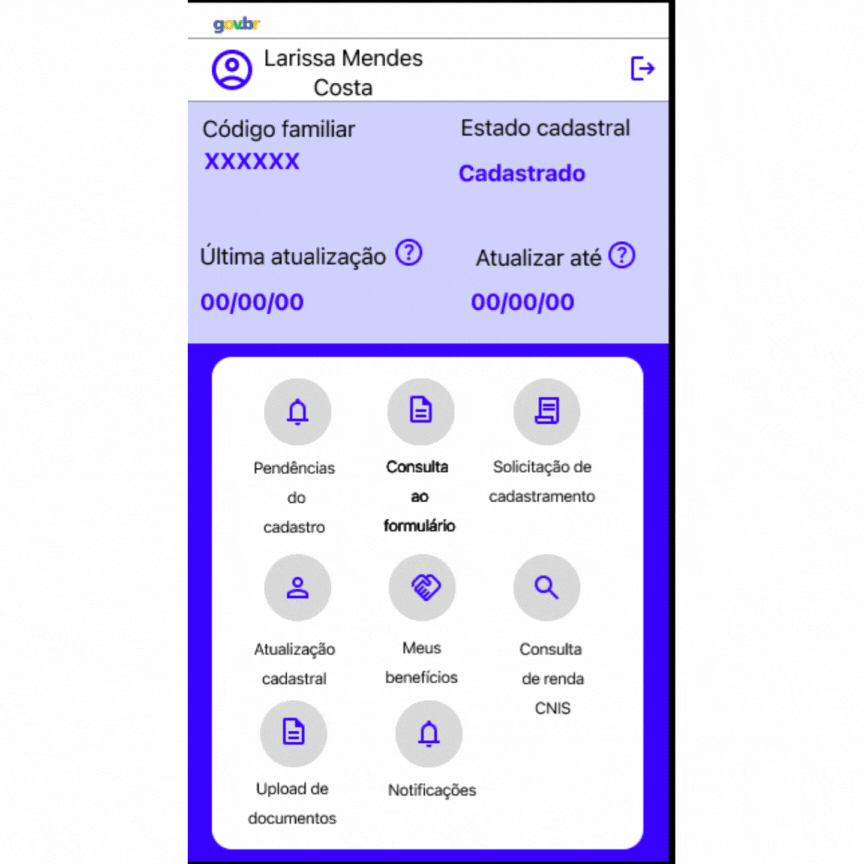 gov.br
Larissa Mendes
Costa
Código familiar
XXXXXX
Estado cadastral
Cadastrado
Última atualização ?
00/00/00
Atualizar até ?
00/00/00
Pendências
do
cadastro
Consulta
ao
formulário
Solicitação de
cadastramento
Atualização
cadastral
Meus
benefícios
Consulta
de renda
CNIS
Upload de
documentos
Notificações